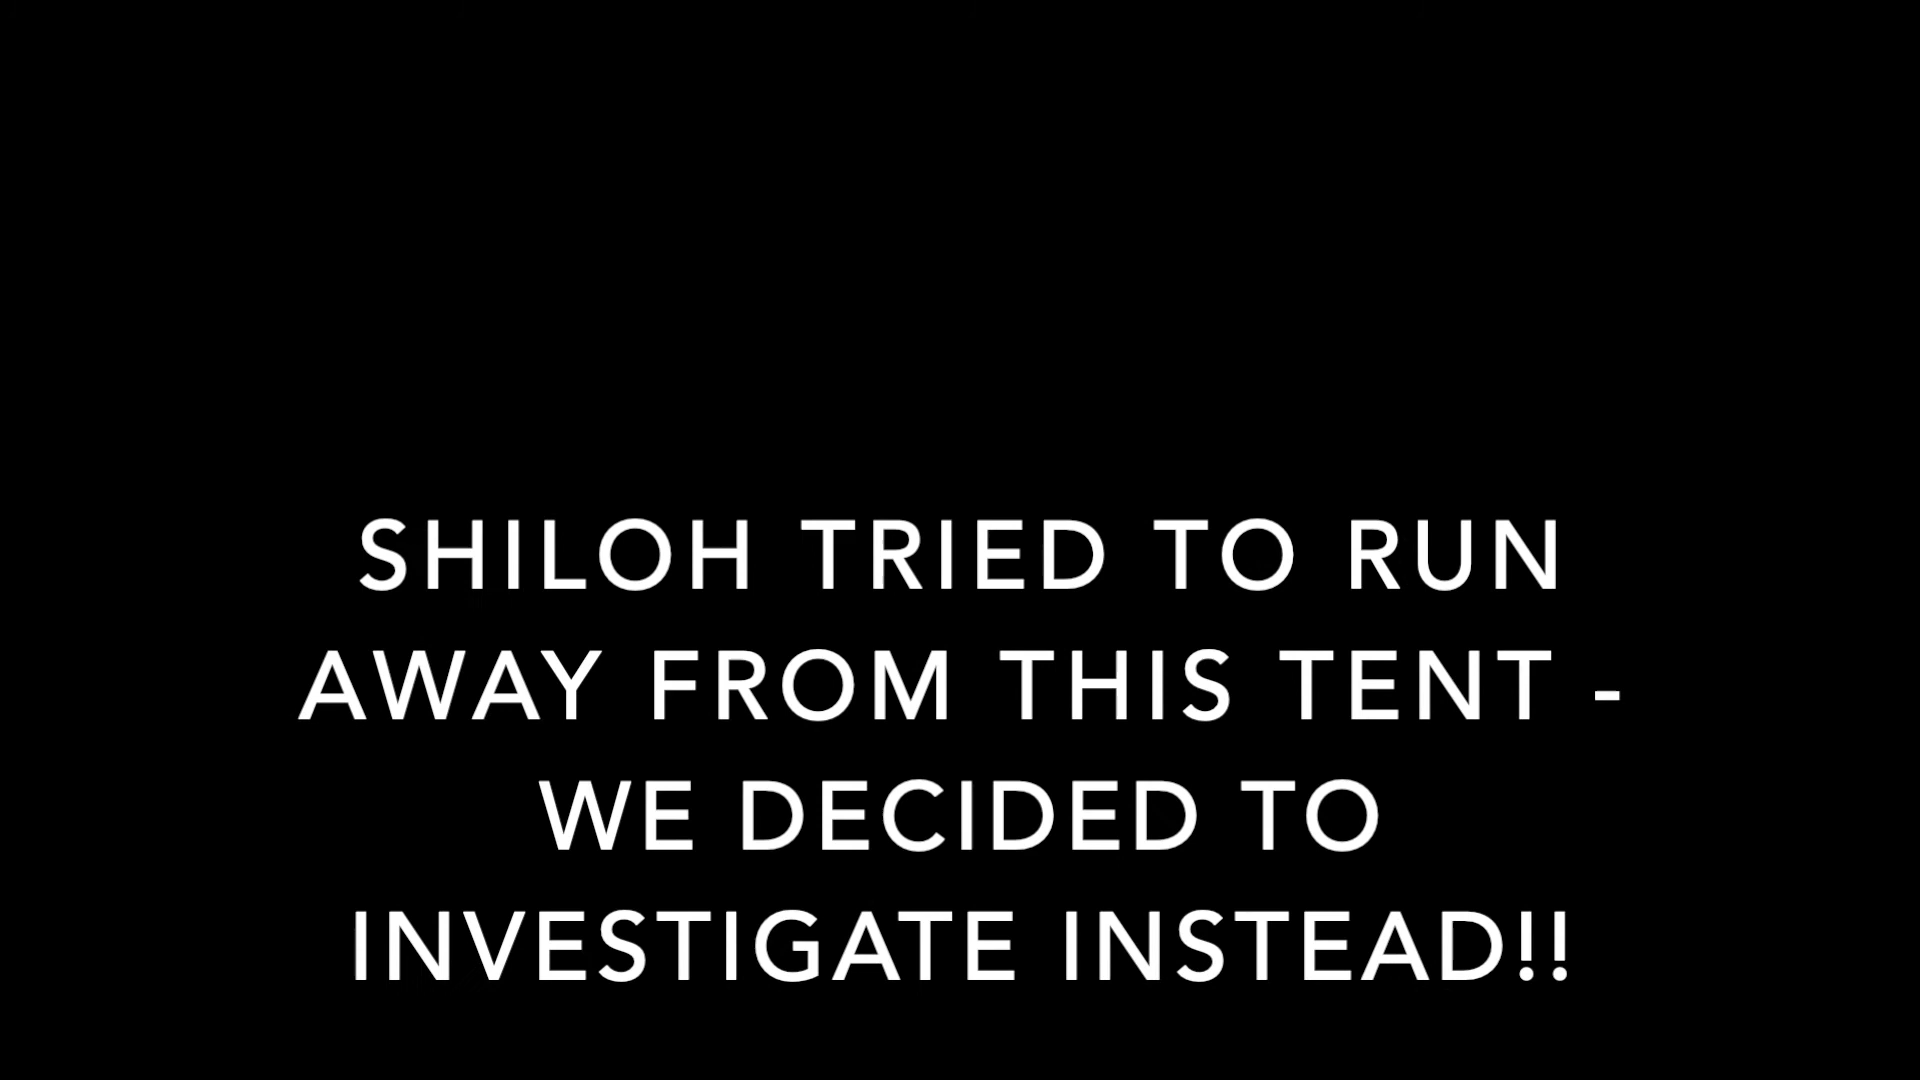 SHILOH TRIED TO RUN
AWAY FROM THIS TENT -
WE DECIDED TO
INVESTIGATE INSTEAD!!